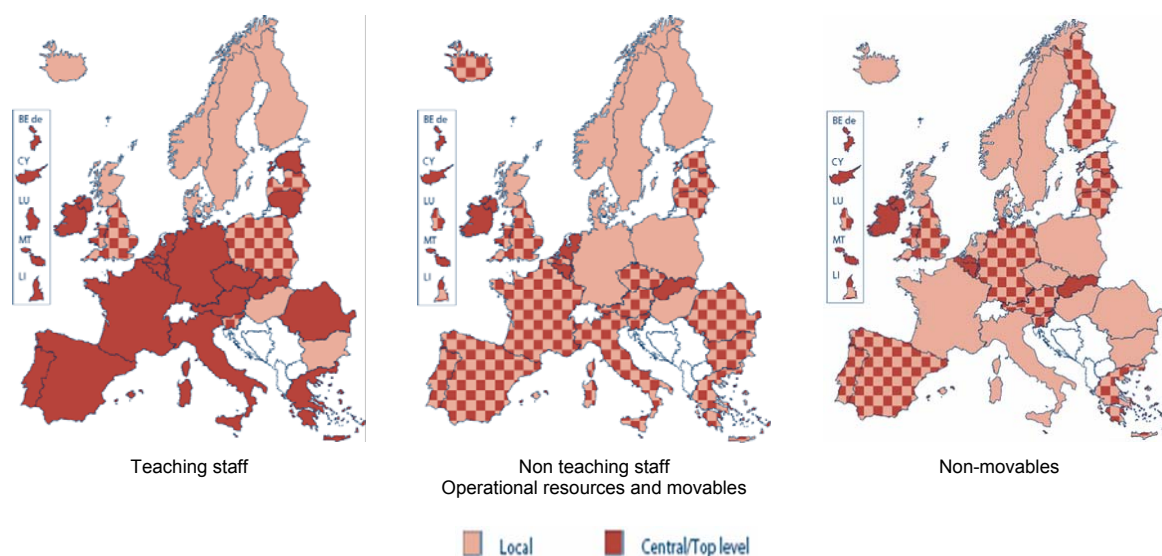 BE de
CY
LU
MT
LI
BE de
CY
LU
MT
LI
BE de
CY
LU
MT
LI
Teaching staff
Non teaching staff
Operational resources and movables
Non-movables
Local
Central/Top level